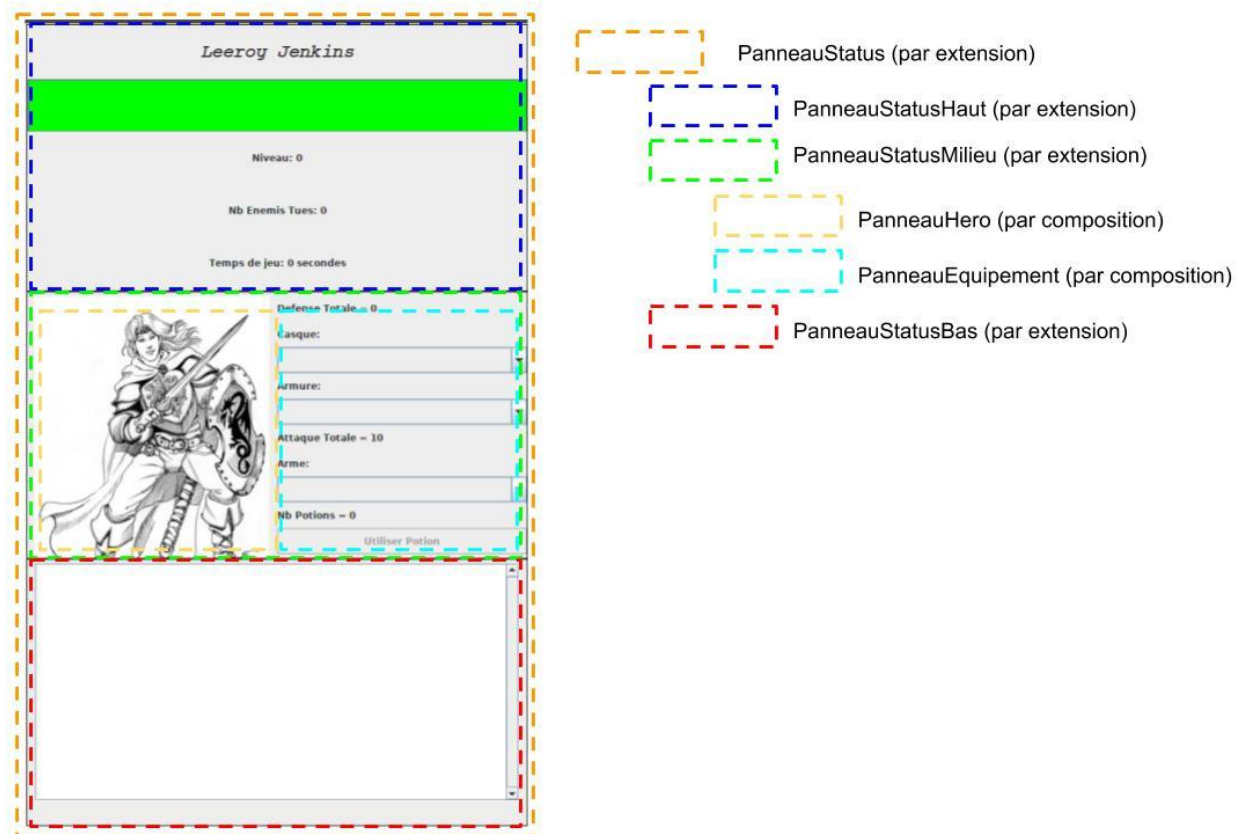 Leeroy Jenkins
Niveau: 0
Nb Enemis Tues: 0
Temps de jeu: 0 secondes
Defense Totale = 0
Casque:
Armure:
Attaque Totale = 10
Arme:
Nb Potions = 0
Utiliser Potion
PanneauStatus (par extension)
PanneauStatusHaut (par extension)
PanneauStatusMilieu (par extension)
PanneauHero (par composition)
PanneauEquipement (par composition)
PanneauStatusBas (par extension)